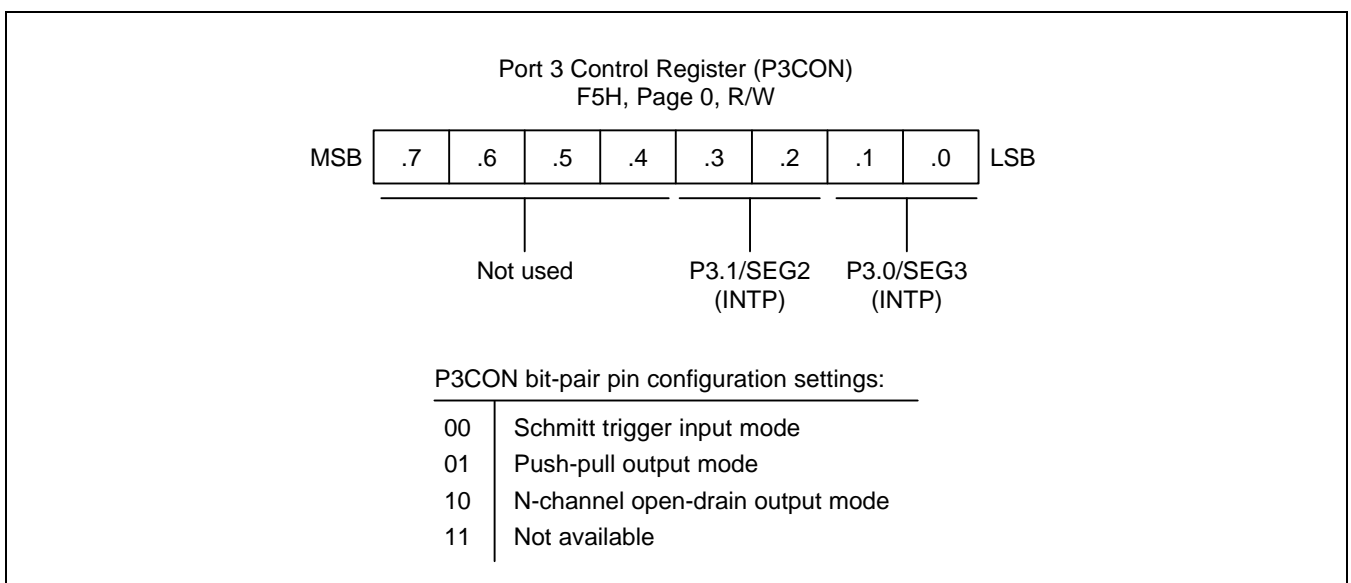 Port 3 Control Register (P3CON)
F5H, Page 0, R/W
MSB .7 .6 .5 .4 .3 .2 .1 .0 LSB
Not used P3.1/SEG2 P3.0/SEG3
(INTP) (INTP)
P3CON bit-pair pin configuration settings:
00 Schmitt trigger input mode
01 Push-pull output mode
10 N-channel open-drain output mode
11 Not available